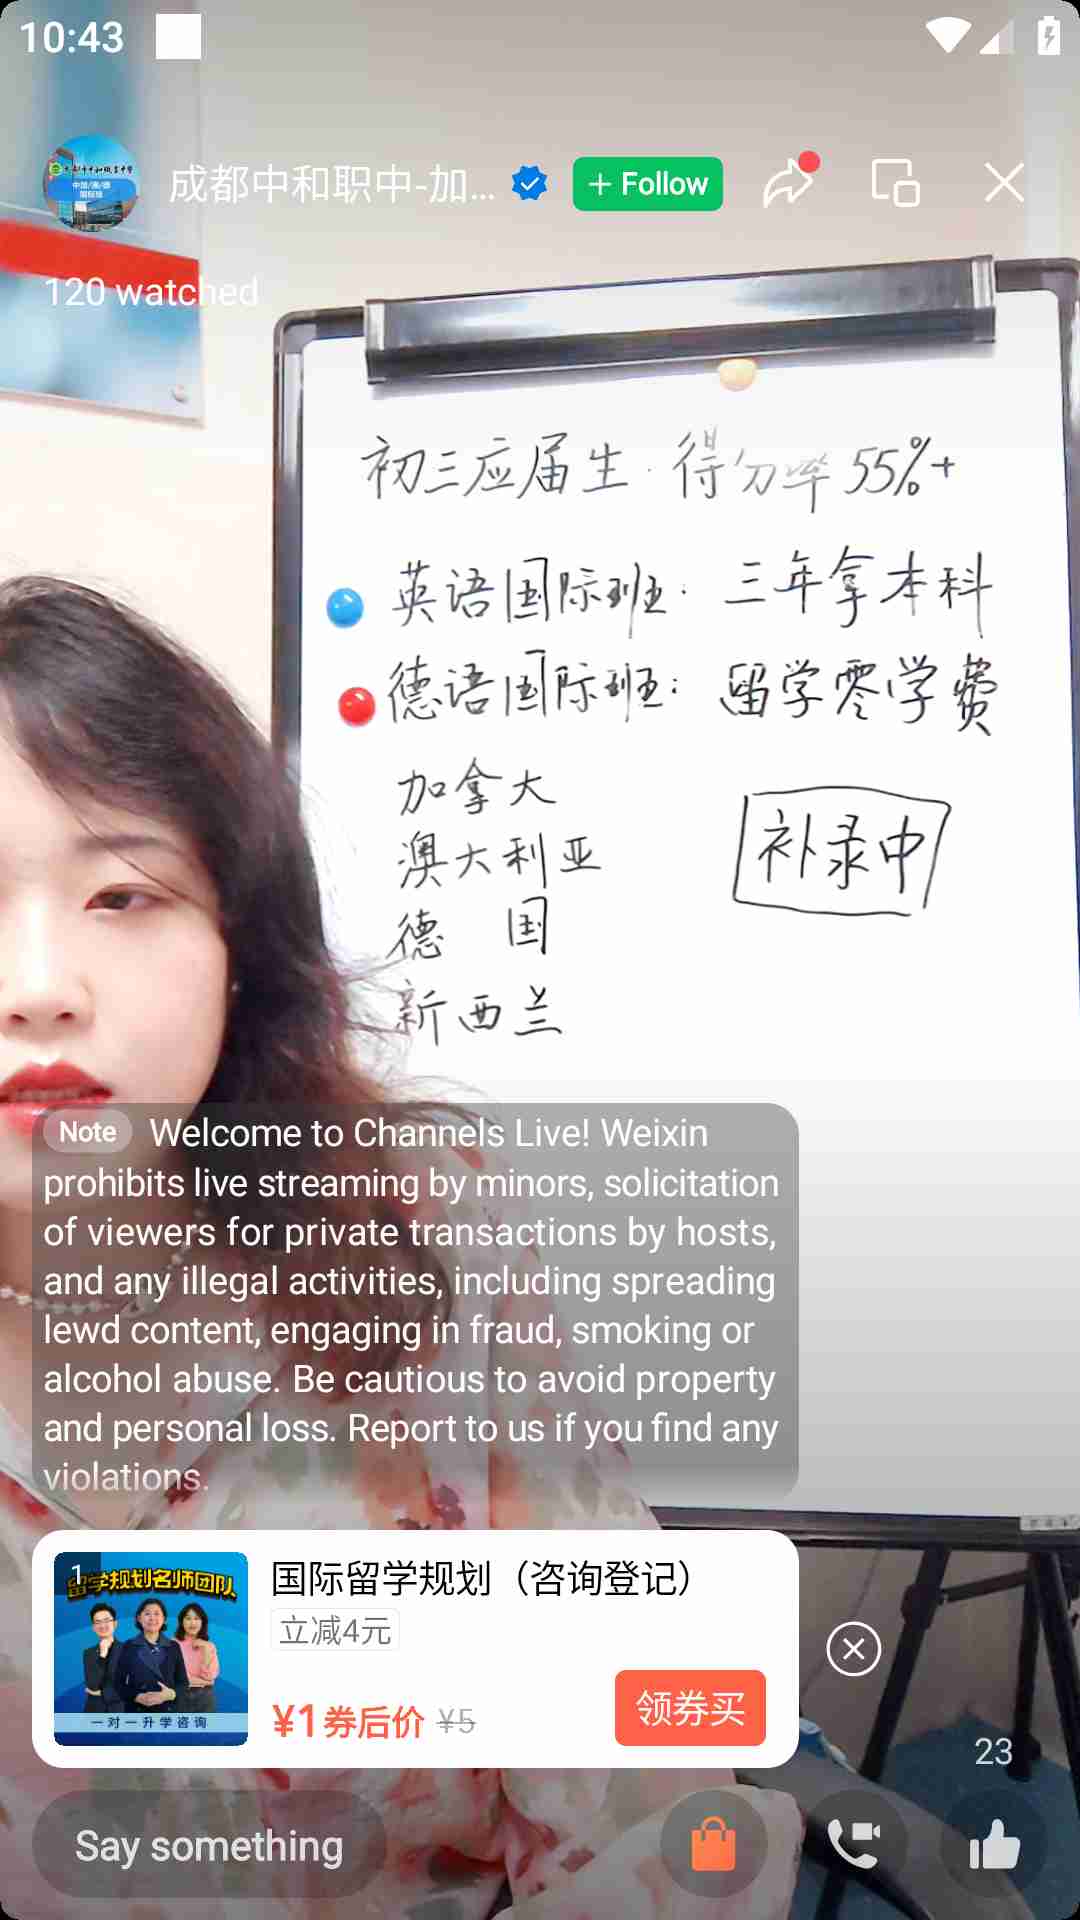 10:43
成都中和职中-加...
+ Follow
120 watched
初三应届生·得分率55%+
英语国际班: 三年拿本科
德语国际班: 留学零学费
加拿大
澳大利亚
补录中
德 国
新西兰
Note Welcome to Channels Live! Weixin
prohibits live streaming by minors, solicitation
of viewers for private transactions by hosts,
and any illegal activities, including spreading
lewd content, engaging in fraud, smoking or
alcohol abuse. Be cautious to avoid property
and personal loss. Report to us if you find any
violations.
1
留学规划名师团队
一对一升学咨询
国际留学规划（咨询登记）
立减4元
¥1券后价 ¥5
领券买
23
Say something